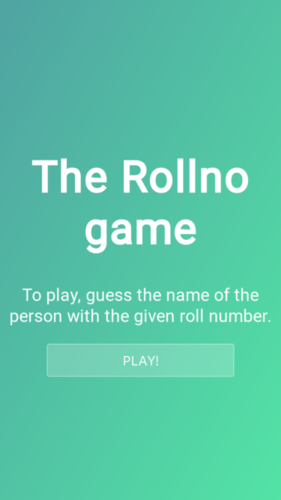 The Rollno
game
To play, guess the name of the
person with the given roll number.
PLAY!